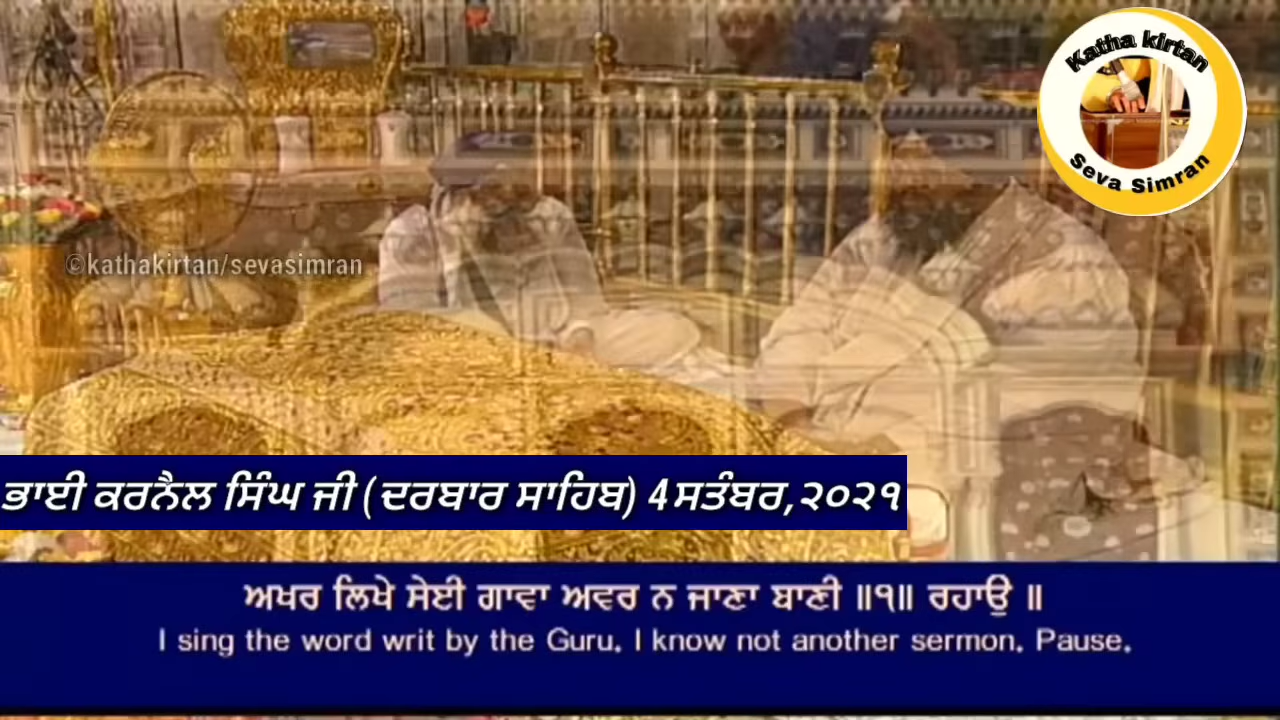 Katha kirtan
Seva Simran
©kathakirtan/sevasimran
ਭਾਈ ਕਰਨੈਲ ਸਿੰਘ ਜੀ (ਦਰਬਾਰ ਸਾਹਿਬ) 4 ਸਤੰਬਰ,੨੦੨੧
ਅਖਰ ਲਿਖੇ ਸੇਈ ਗਾਵਾ ਅਵਰ ਨ ਜਾਣਾ ਬਾਣੀ ॥੧॥ ਰਹਾਉ ॥
I sing the word writ by the Guru. I know not another sermon. Pause.